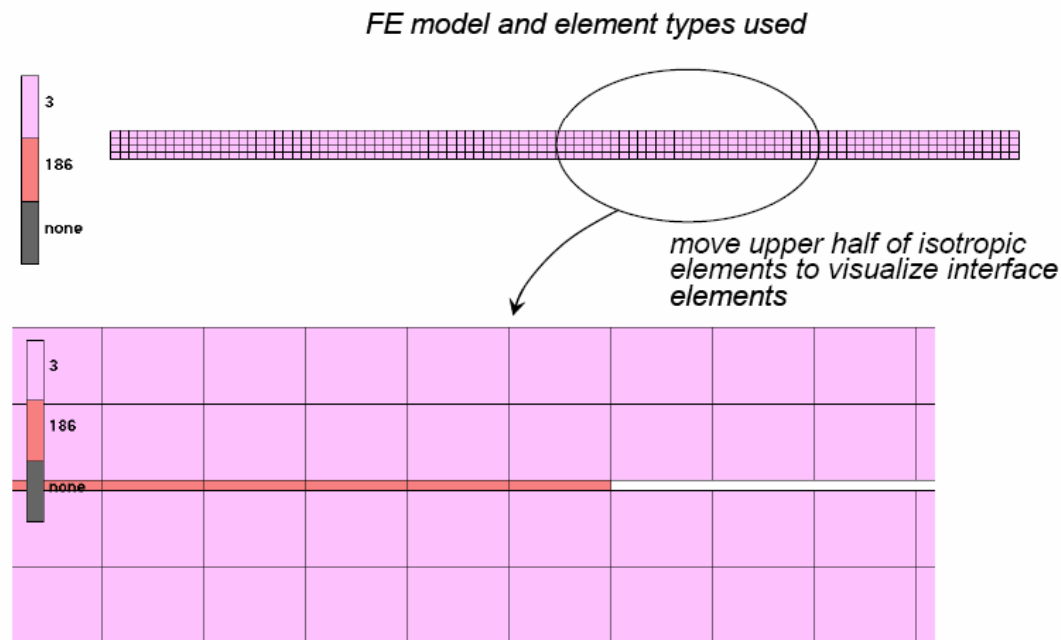 FE model and element types used
3
186
none
move upper half of isotropic
elements to visualize interface
elements
3
186
none